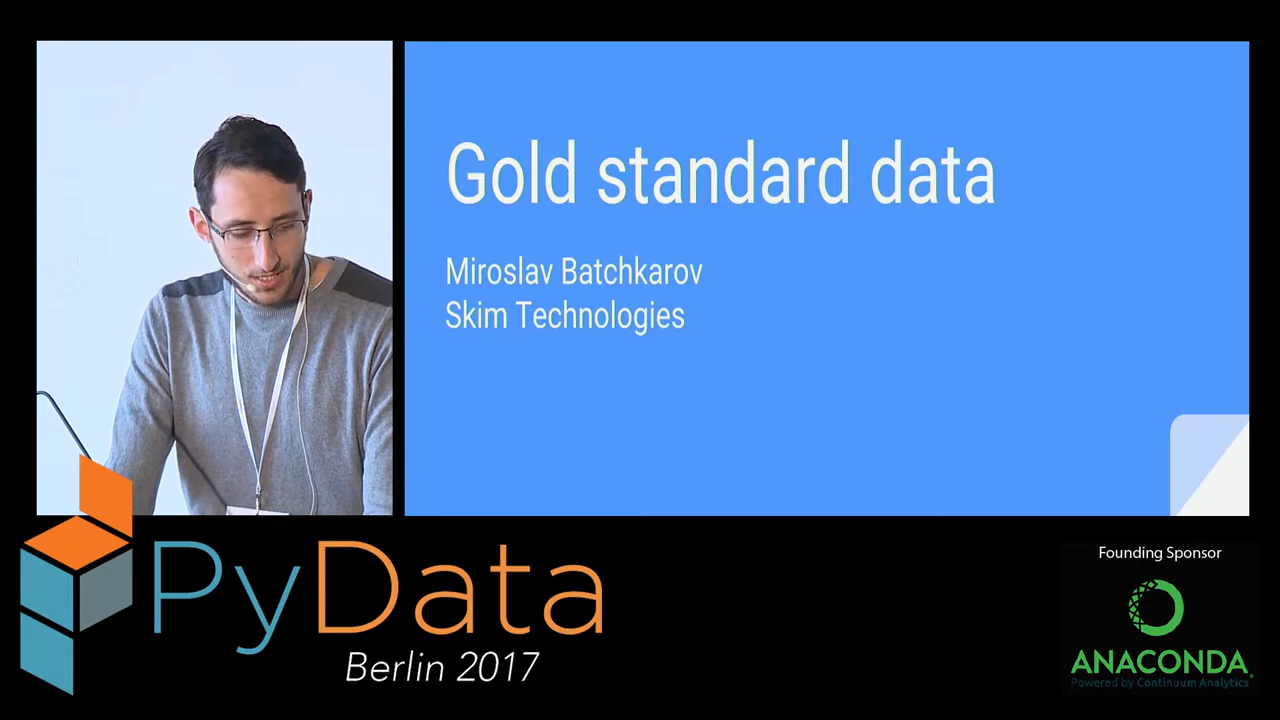 Gold standard data
Miroslav Batchkarov
Skim Technologies
PyData
Berlin 2017
Founding Sponsor
ANACONDA
Powered by Continuum Analytics